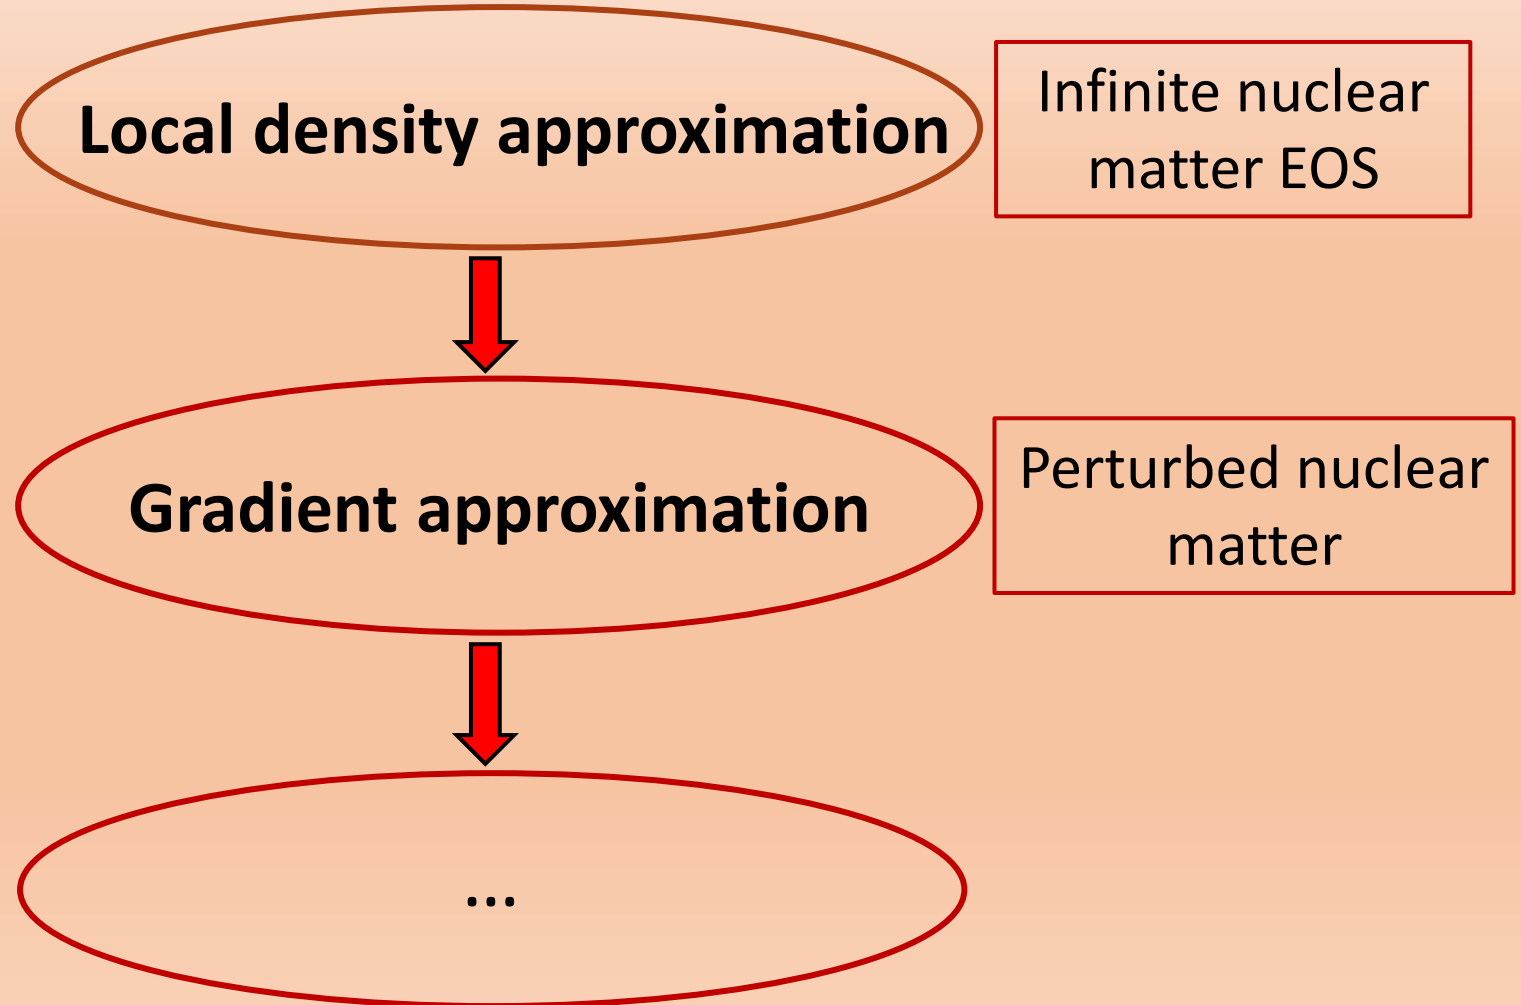 Local density approximation
Infinite nuclear
matter EOS
Gradient approximation
Perturbed nuclear
matter
...